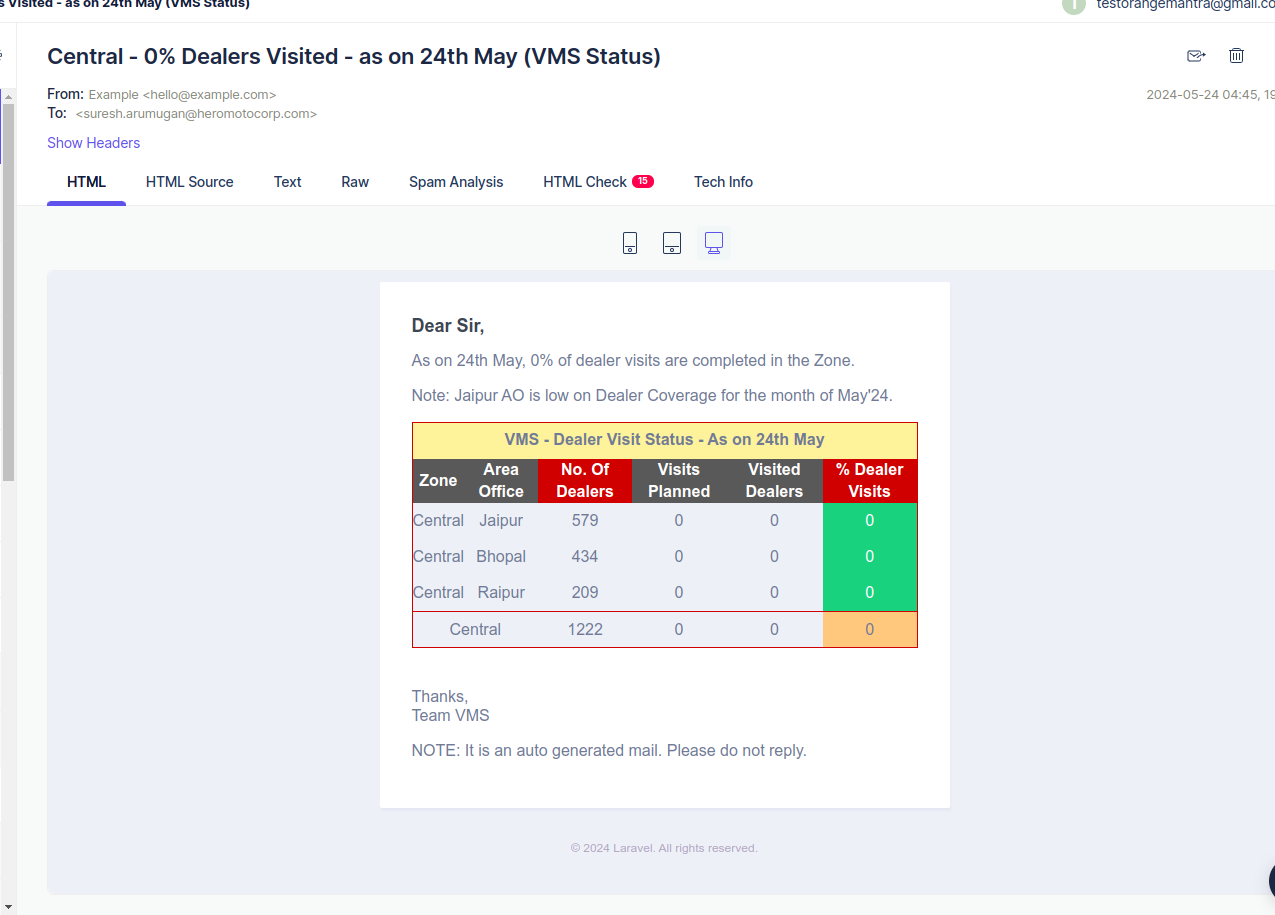 s Visited - as on 24th May (VMS Status)
T testorangemantra@gmail.co
Central - 0% Dealers Visited - as on 24th May (VMS Status)
From: Example <hello@example.com>
2024-05-24 04:45, 19
To: <suresh.arumugan@heromotocorp.com>
Show Headers
HTML HTML Source Text Raw Spam Analysis HTML Check 15 Tech Info
Dear Sir,
As on 24th May, 0% of dealer visits are completed in the Zone.
Note: Jaipur AO is low on Dealer Coverage for the month of May'24.
VMS - Dealer Visit Status - As on 24th May
Zone Area Office No. Of Dealers Visits Planned Visited Dealers % Dealer Visits
Central Jaipur 579 0 0 0
Central Bhopal 434 0 0 0
Central Raipur 209 0 0 0
Central 1222 0 0 0
Thanks,
Team VMS
NOTE: It is an auto generated mail. Please do not reply.
© 2024 Laravel. All rights reserved.